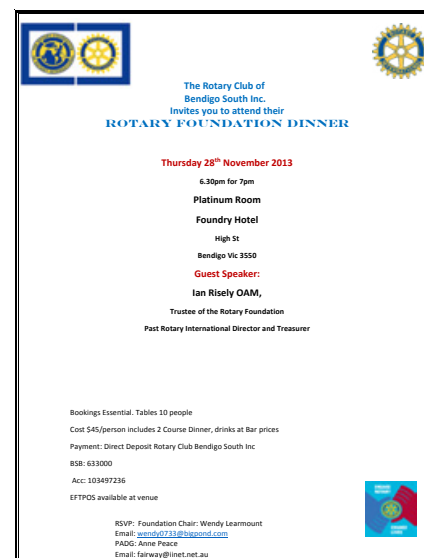 The Rotary Club of
Bendigo South Inc.
Invites you to attend their
ROTARY FOUNDATION DINNER
Thursday 28th November 2013
6.30pm for 7pm
Platinum Room
Foundry Hotel
High St
Bendigo Vic 3550
Guest Speaker:
Ian Risely OAM,
Trustee of the Rotary Foundation
Past Rotary International Director and Treasurer
Bookings Essential. Tables 10 people
Cost $45/person includes 2 Course Dinner, drinks at Bar prices
Payment: Direct Deposit Rotary Club Bendigo South Inc
BSB: 633000
Acc: 103497236
EFTPOS available at venue
RSVP: Foundation Chair: Wendy Learmount
Email: wendy0733@bigpond.com
PADG: Anne Peace
Email: fairway@iinet.net.au
ENGAGE
ROTARY
CHANGE
LIVES